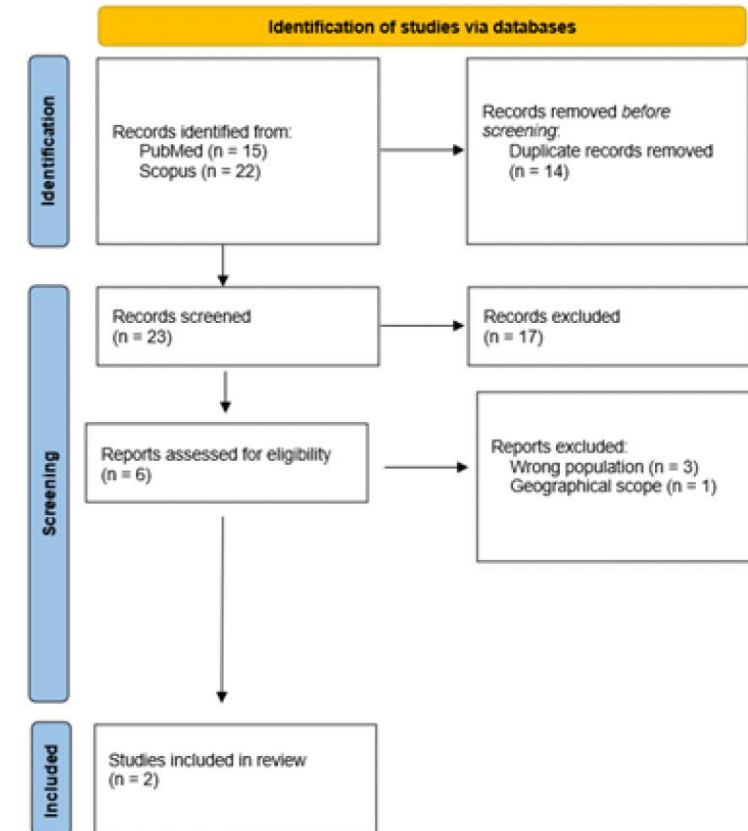 Identification of studies via databases
Identification
Records identified from:
PubMed (n = 15)
Scopus (n = 22)
Records removed before
screening:
Duplicate records removed
(n = 14)
Screening
Records screened
(n = 23)
Records excluded
(n = 17)
Reports assessed for eligibility
(n = 6)
Reports excluded:
Wrong population (n = 3)
Geographical scope (n = 1)
Included
Studies included in review
(n = 2)